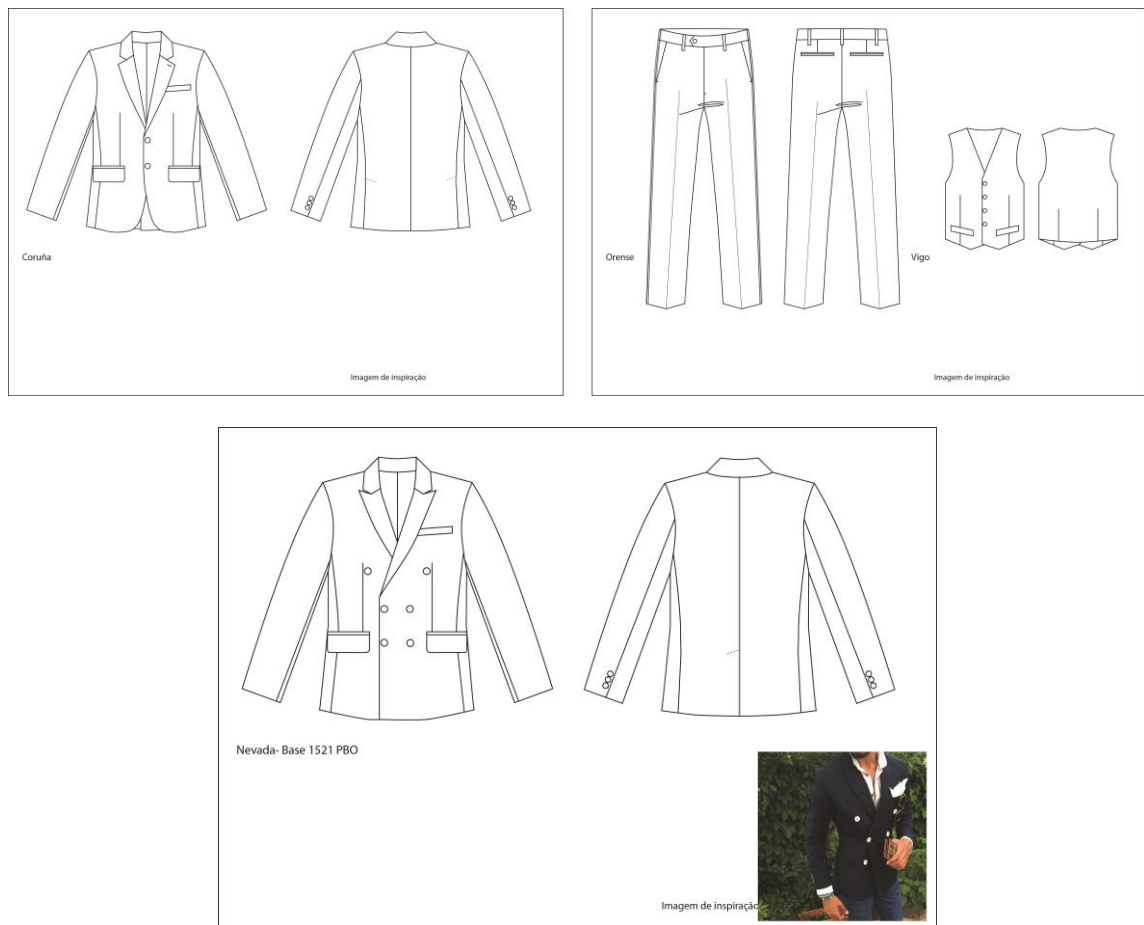 Coruña
Imagem de inspiração
Orense
Vigo
Imagem de inspiração
Nevada- Base 1521 PBO
Imagem de inspiração